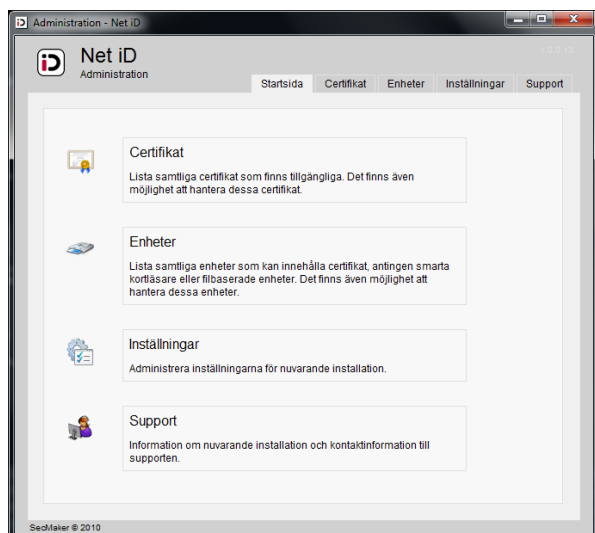 Administration - Net iD
Net iD
Administration
Startsida Certifikat Enheter Inställningar Support
Certifikat
Lista samtliga certifikat som finns tillgängliga. Det finns även
möjlighet att hantera dessa certifikat.
Enheter
Lista samtliga enheter som kan innehålla certifikat, antingen smarta
kortläsare eller filbaserade enheter. Det finns även möjlighet att
hantera dessa enheter.
Inställningar
Administrera inställningarna för nuvarande installation.
Support
Information om nuvarande installation och kontaktinformation till
supporten.
SecMaker © 2010